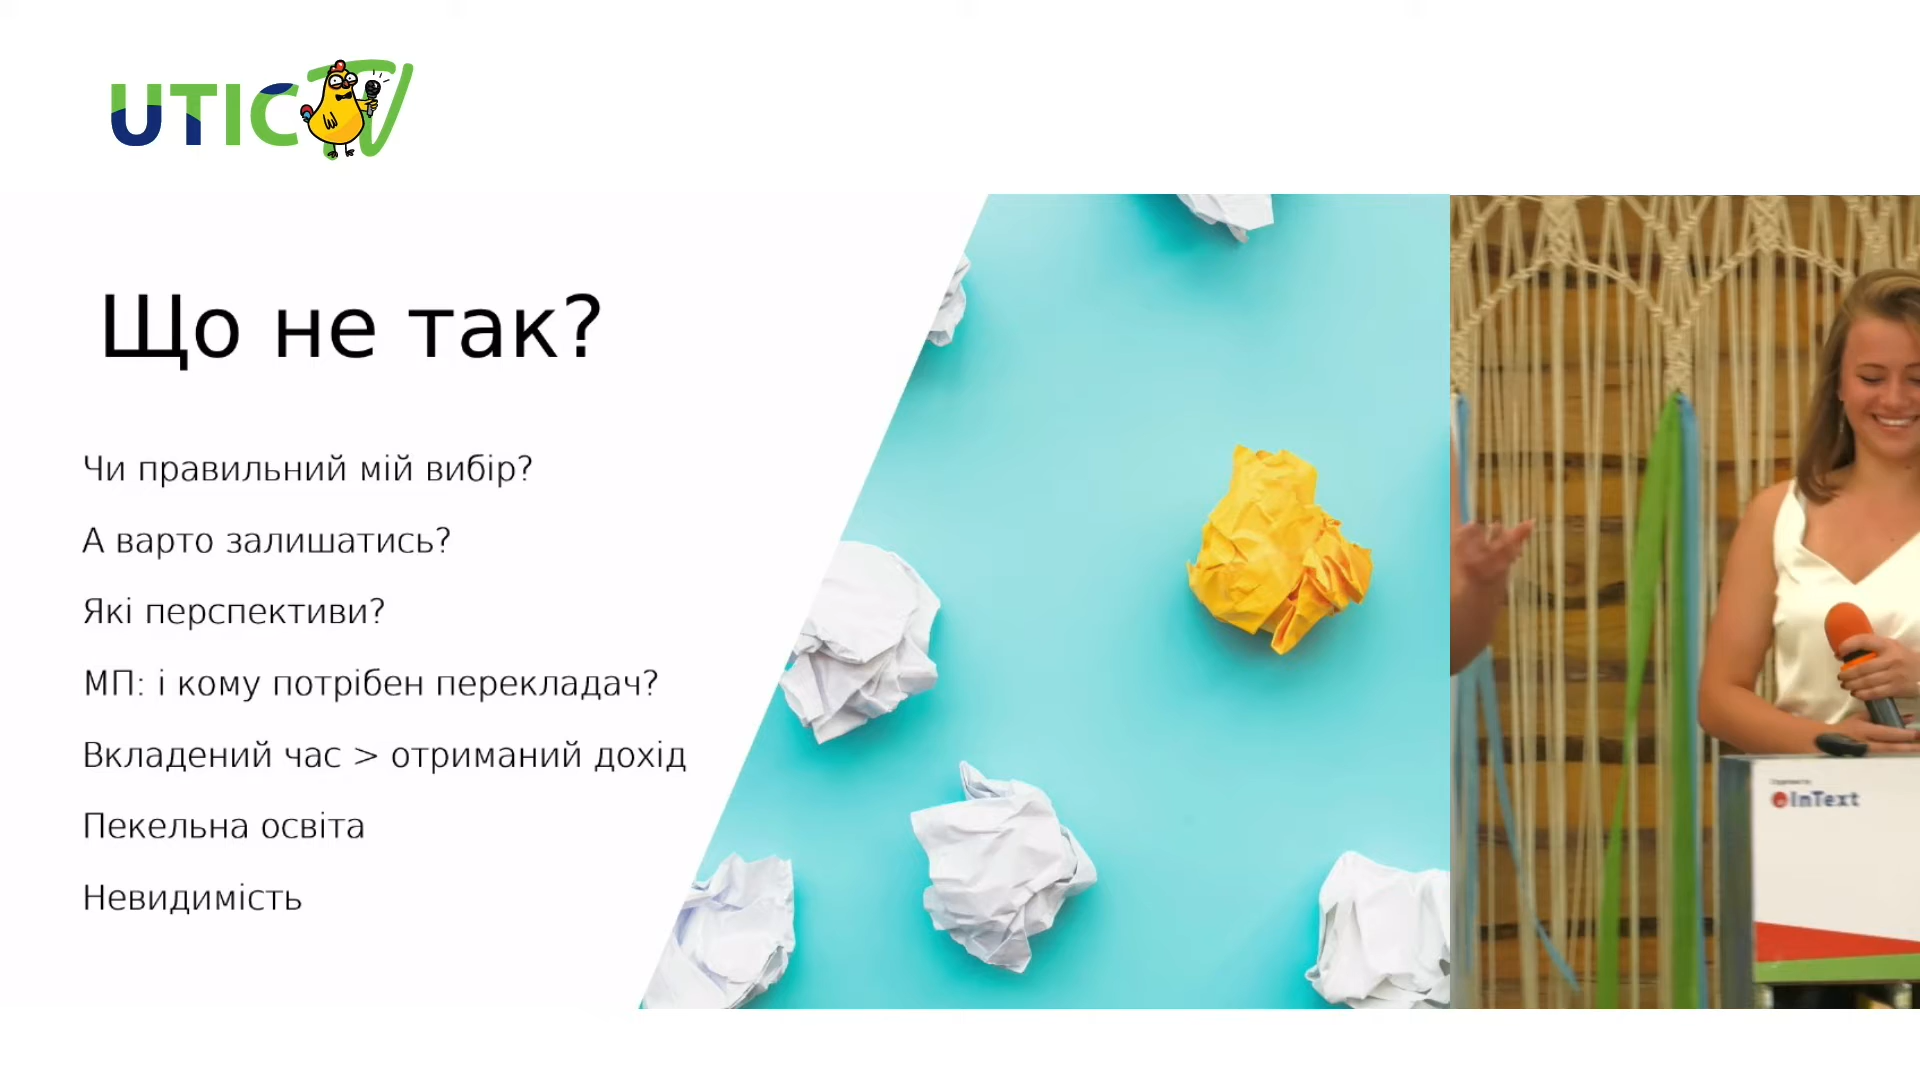 UTIC TV
Що не так?
Чи правильний мій вибір?
А варто залишатись?
Які перспективи?
МП: і кому потрібен перекладач?
Вкладений час > отриманий дохід
Пекельна освіта
Невидимість
InText